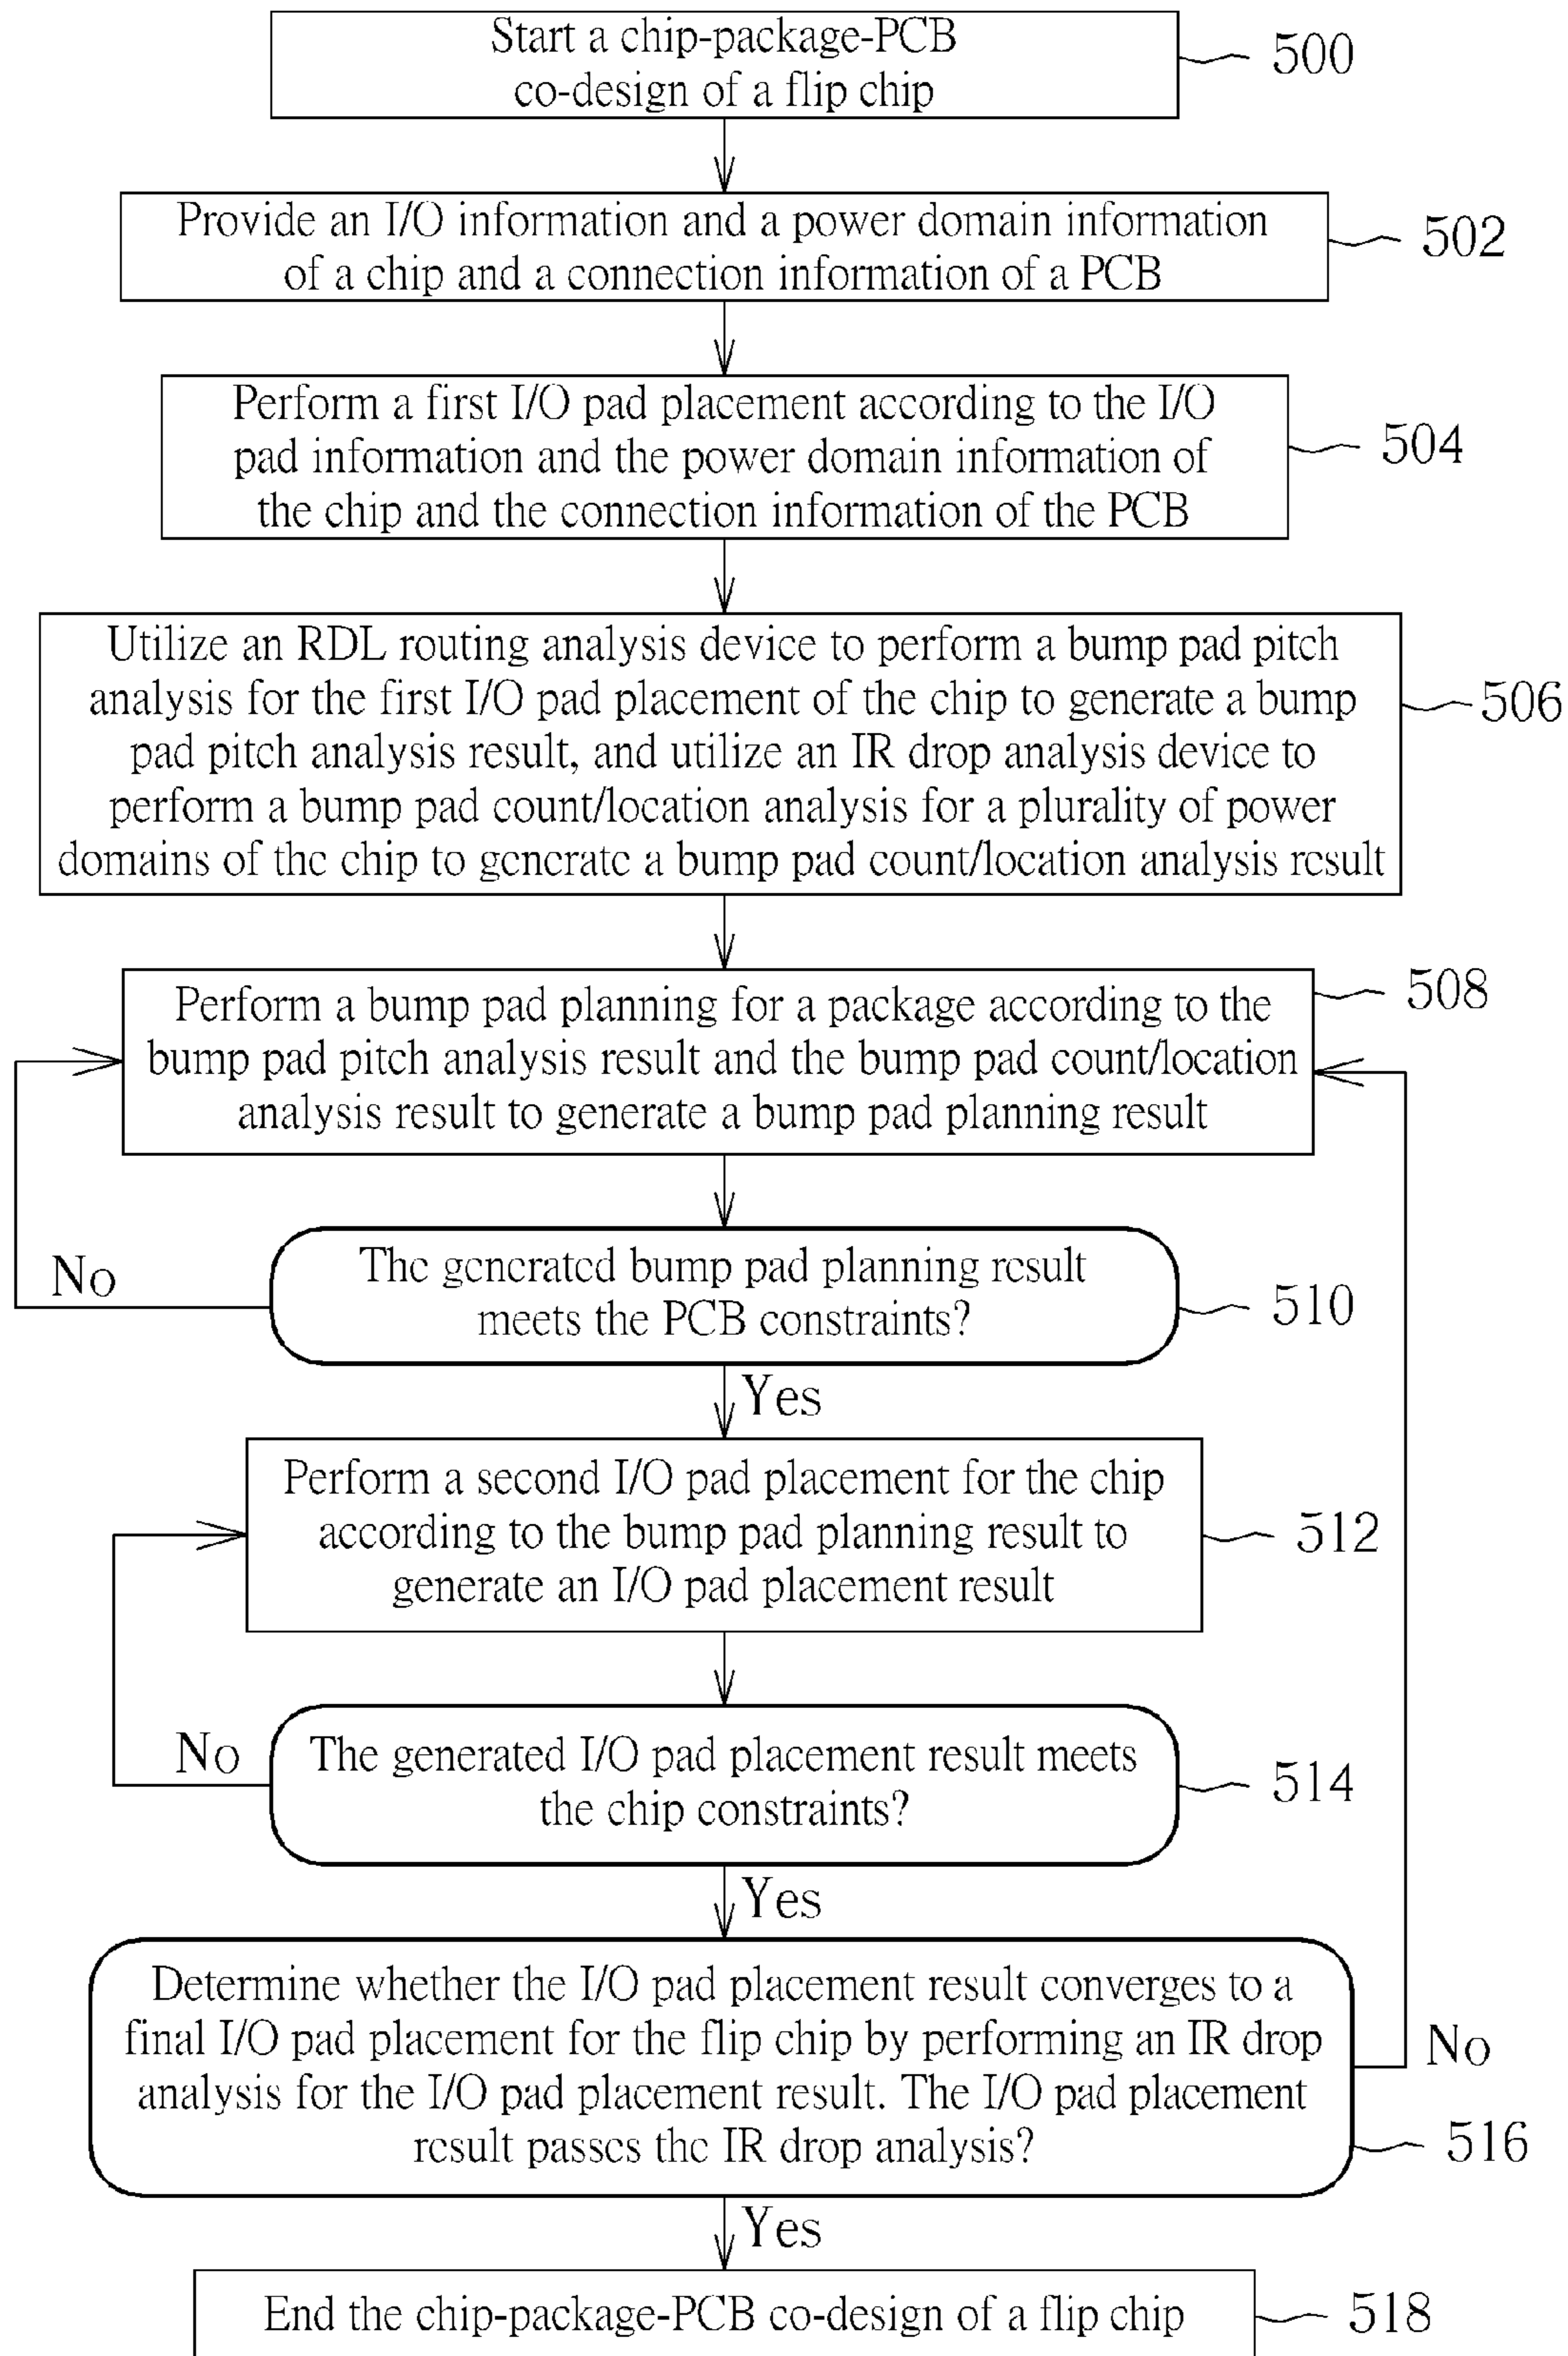 Start a chip-package-PCB
co-design of a flip chip
500
Provide an I/O information and a power domain information
of a chip and a connection information of a PCB
502
Perform a first I/O pad placement according to the I/O
pad information and the power domain information of
the chip and the connection information of the PCB
504
Utilize an RDL routing analysis device to perform a bump pad pitch
analysis for the first I/O pad placement of the chip to generate a bump
pad pitch analysis result, and utilize an IR drop analysis device to
perform a bump pad count/location analysis for a plurality of power
domains of the chip to generate a bump pad count/location analysis result
506
Perform a bump pad planning for a package according to the
bump pad pitch analysis result and the bump pad count/location
analysis result to generate a bump pad planning result
508
The generated bump pad planning result
meets the PCB constraints?
510
No
Yes
Perform a second I/O pad placement for the chip
according to the bump pad planning result to
generate an I/O pad placement result
512
The generated I/O pad placement result meets
the chip constraints?
514
No
Yes
Determine whether the I/O pad placement result converges to a
final I/O pad placement for the flip chip by performing an IR drop
analysis for the I/O pad placement result. The I/O pad placement
result passes the IR drop analysis?
516
No
Yes
End the chip-package-PCB co-design of a flip chip
518